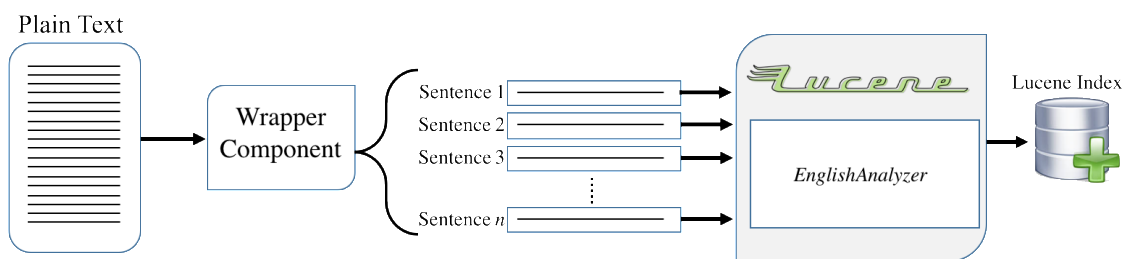 Plain Text
Wrapper
Component
Sentence 1
Sentence 2
Sentence 3
Sentence n
Lucene
EnglishAnalyzer
Lucene Index